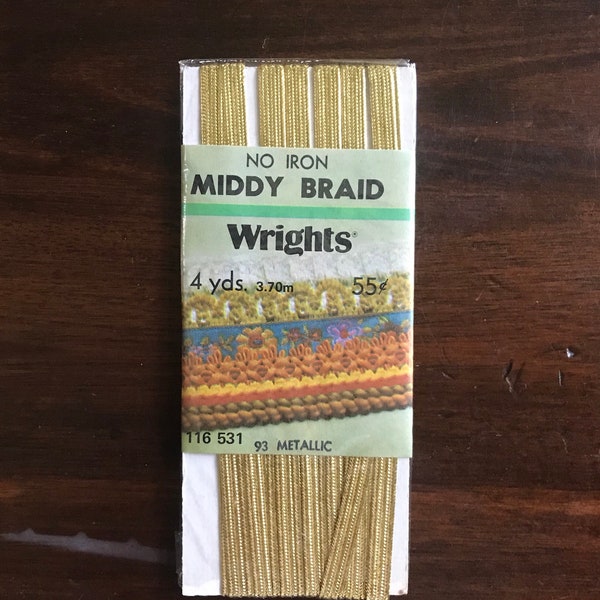 NO IRON
MIDDY BRAID
Wrights®
4 yds. 3.70m 55¢
116 531 93 METALLIC